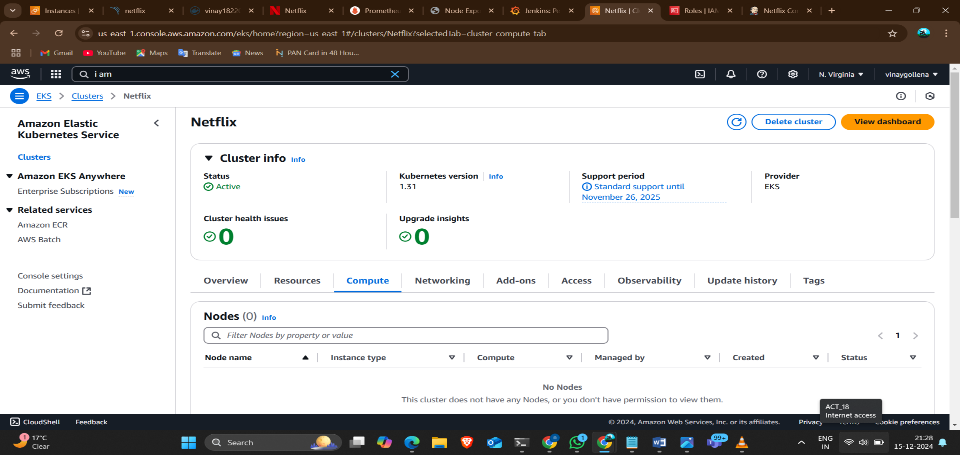 Instances |
netflix
vinay1822
Netflix
Prometheu
Node Expo
Jenkins: Pe
Netflix | Cl
Roles | IAM
Netflix Cor
us-east-1.console.aws.amazon.com/eks/home?region=us-east-1#/clusters/Netflix?selectedTab=cluster-compute-tab
Gmail
YouTube
Maps
Translate
News
PAN Card in 48 Hou...
aws
i am
N. Virginia
vinaygollena
EKS
Clusters
Netflix
Amazon Elastic
Kubernetes Service
Clusters
Amazon EKS Anywhere
Enterprise Subscriptions New
Related services
Amazon ECR
AWS Batch
Console settings
Documentation
Submit feedback
Netflix
Delete cluster
View dashboard
Cluster info Info
Status
Active
Kubernetes version Info
1.31
Support period
Standard support until
November 26, 2025
Provider
EKS
Cluster health issues
0
Upgrade insights
0
Overview
Resources
Compute
Networking
Add-ons
Access
Observability
Update history
Tags
Nodes (0) Info
Filter Nodes by property or value
1
Node name
Instance type
Compute
Managed by
Created
Status
No Nodes
This cluster does not have any Nodes, or you don't have permission to view them.
ACT_18
Internet access
CloudShell
Feedback
© 2024, Amazon Web Services, Inc. or its affiliates.
Privacy
Terms
Cookie preferences
1
17°C
Clear
Search
1
99+
ENG
IN
21:28
15-12-2024